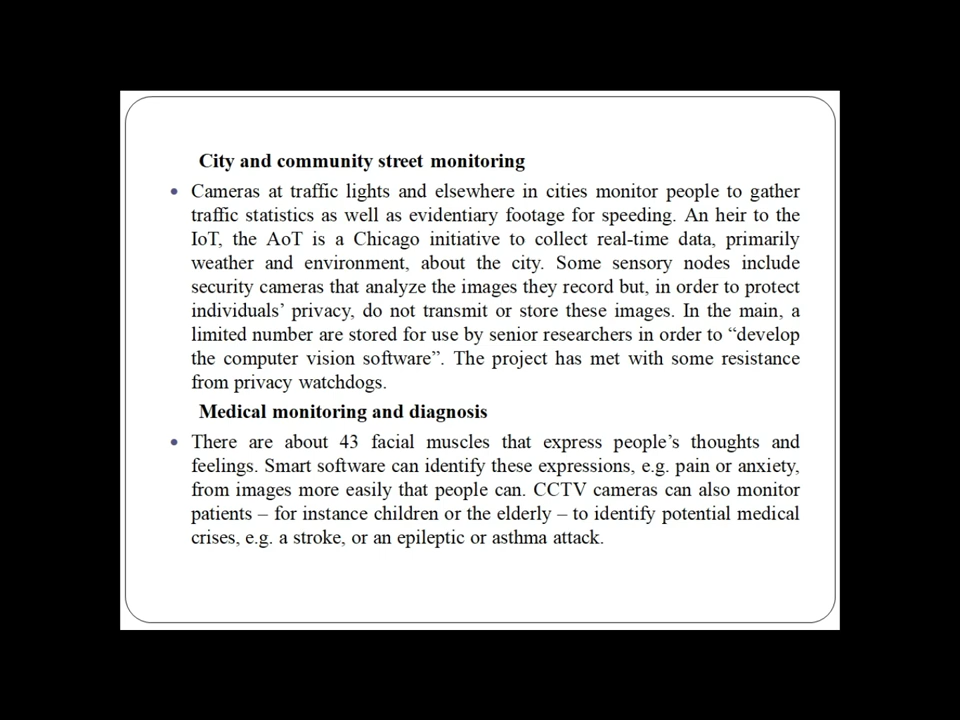 City and community street monitoring
• Cameras at traffic lights and elsewhere in cities monitor people to gather
traffic statistics as well as evidentiary footage for speeding. An heir to the
IoT, the AoT is a Chicago initiative to collect real-time data, primarily
weather and environment, about the city. Some sensory nodes include
security cameras that analyze the images they record but, in order to protect
individuals’ privacy, do not transmit or store these images. In the main, a
limited number are stored for use by senior researchers in order to “develop
the computer vision software”. The project has met with some resistance
from privacy watchdogs.
Medical monitoring and diagnosis
• There are about 43 facial muscles that express people’s thoughts and
feelings. Smart software can identify these expressions, e.g. pain or anxiety,
from images more easily that people can. CCTV cameras can also monitor
patients – for instance children or the elderly – to identify potential medical
crises, e.g. a stroke, or an epileptic or asthma attack.